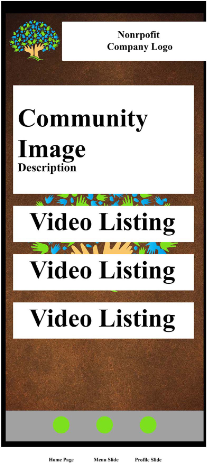 Nonrpofit
Company Logo
Community
Image
Description
Video Listing
Video Listing
Video Listing
Home Page Menu Slide Profile Slide